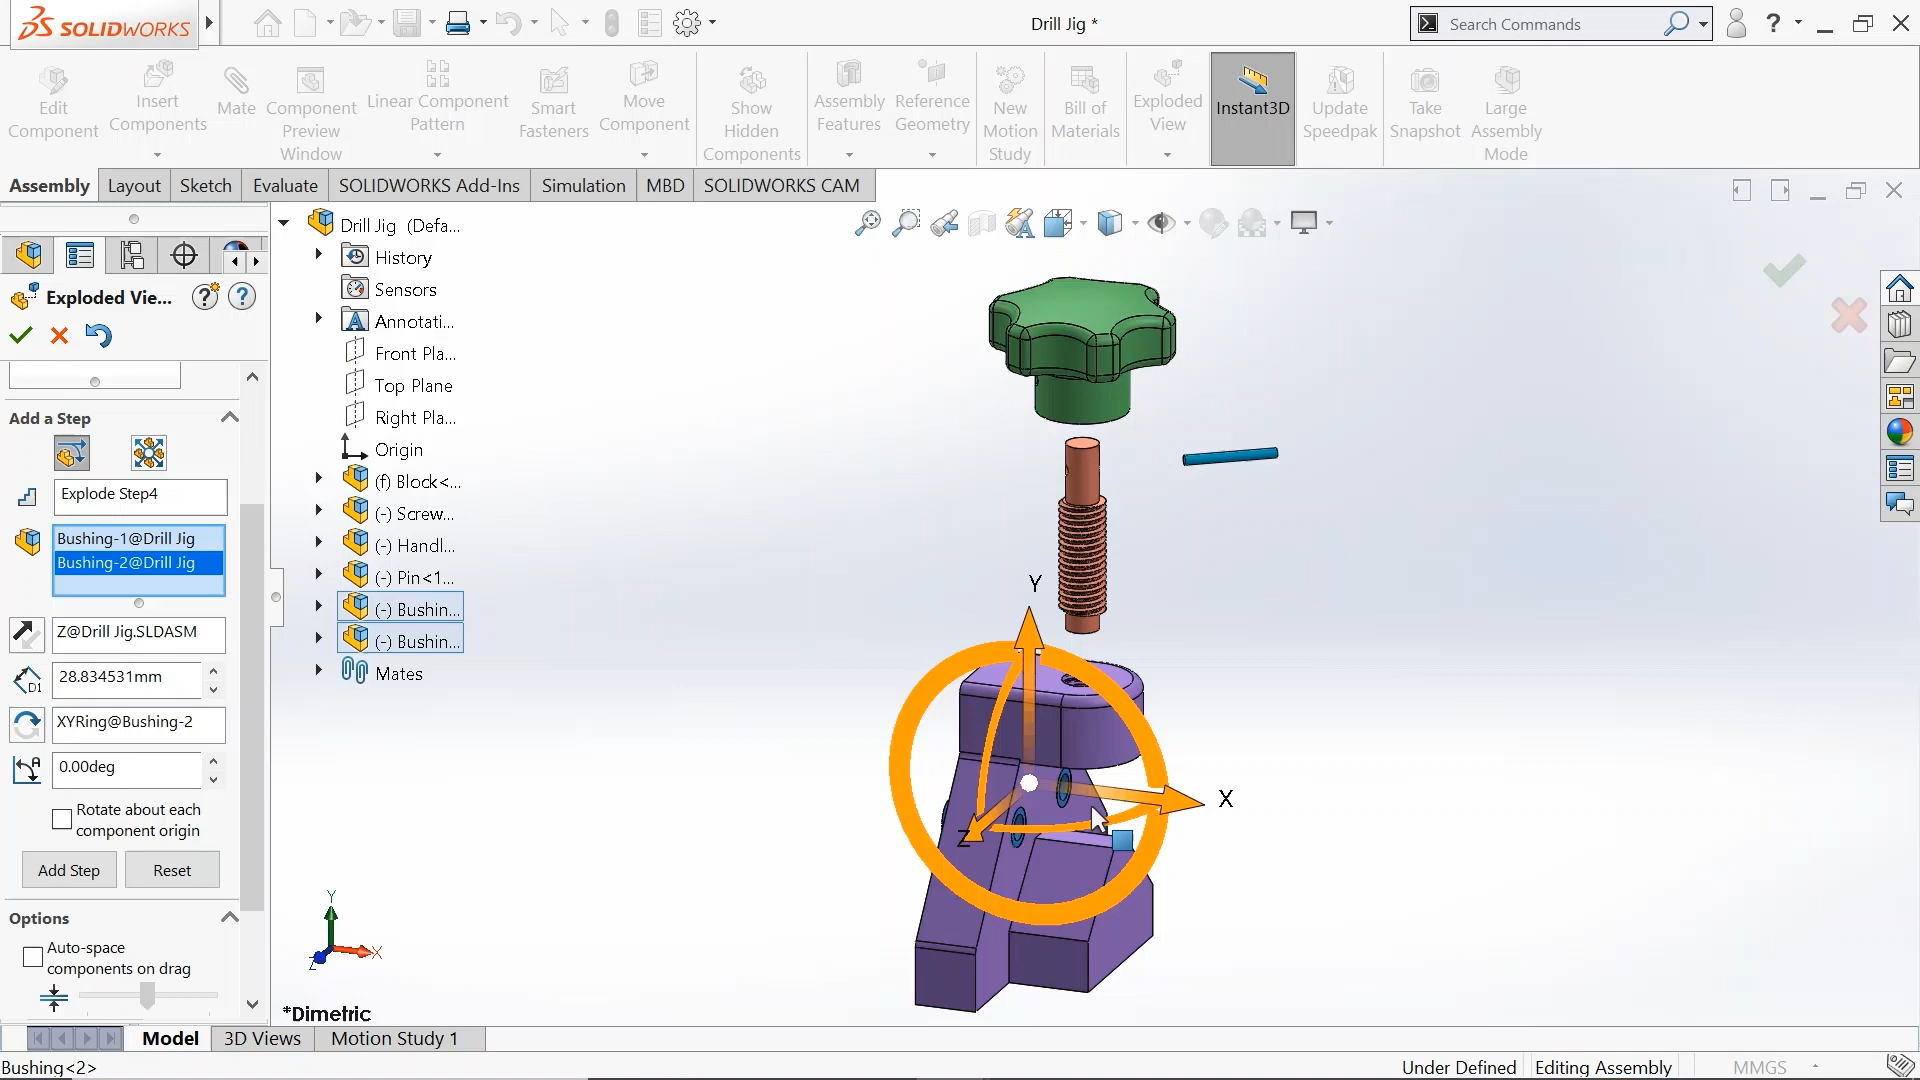 SOLIDWORKS
Drill Jig *
Search Commands
?
Edit Component
Insert Components
Mate
Component Preview Window
Linear Component Pattern
Smart Fasteners
Move Component
Show Hidden Components
Assembly Features
Reference Geometry
New Motion Study
Bill of Materials
Exploded View
Instant3D
Update Speedpak
Take Snapshot
Large Assembly Mode
Assembly
Layout
Sketch
Evaluate
SOLIDWORKS Add-Ins
Simulation
MBD
SOLIDWORKS CAM
Exploded Vie...
Add a Step
Explode Step4
Bushing-1@Drill Jig
Bushing-2@Drill Jig
Z@Drill Jig.SLDASM
D1
28.834531mm
XYRing@Bushing-2
A
0.00deg
Rotate about each
component origin
Add Step
Reset
Options
Auto-space
components on drag
Drill Jig (Defa...
History
Sensors
Annotati...
Front Pla...
Top Plane
Right Pla...
Origin
(f) Block<...
(-) Screw...
(-) Handl...
(-) Pin<1...
(-) Bushin...
(-) Bushin...
Mates
Y
X
Z
Y
X
Z
*Dimetric
Model
3D Views
Motion Study 1
Bushing<2>
Under Defined
Editing Assembly
MMGS